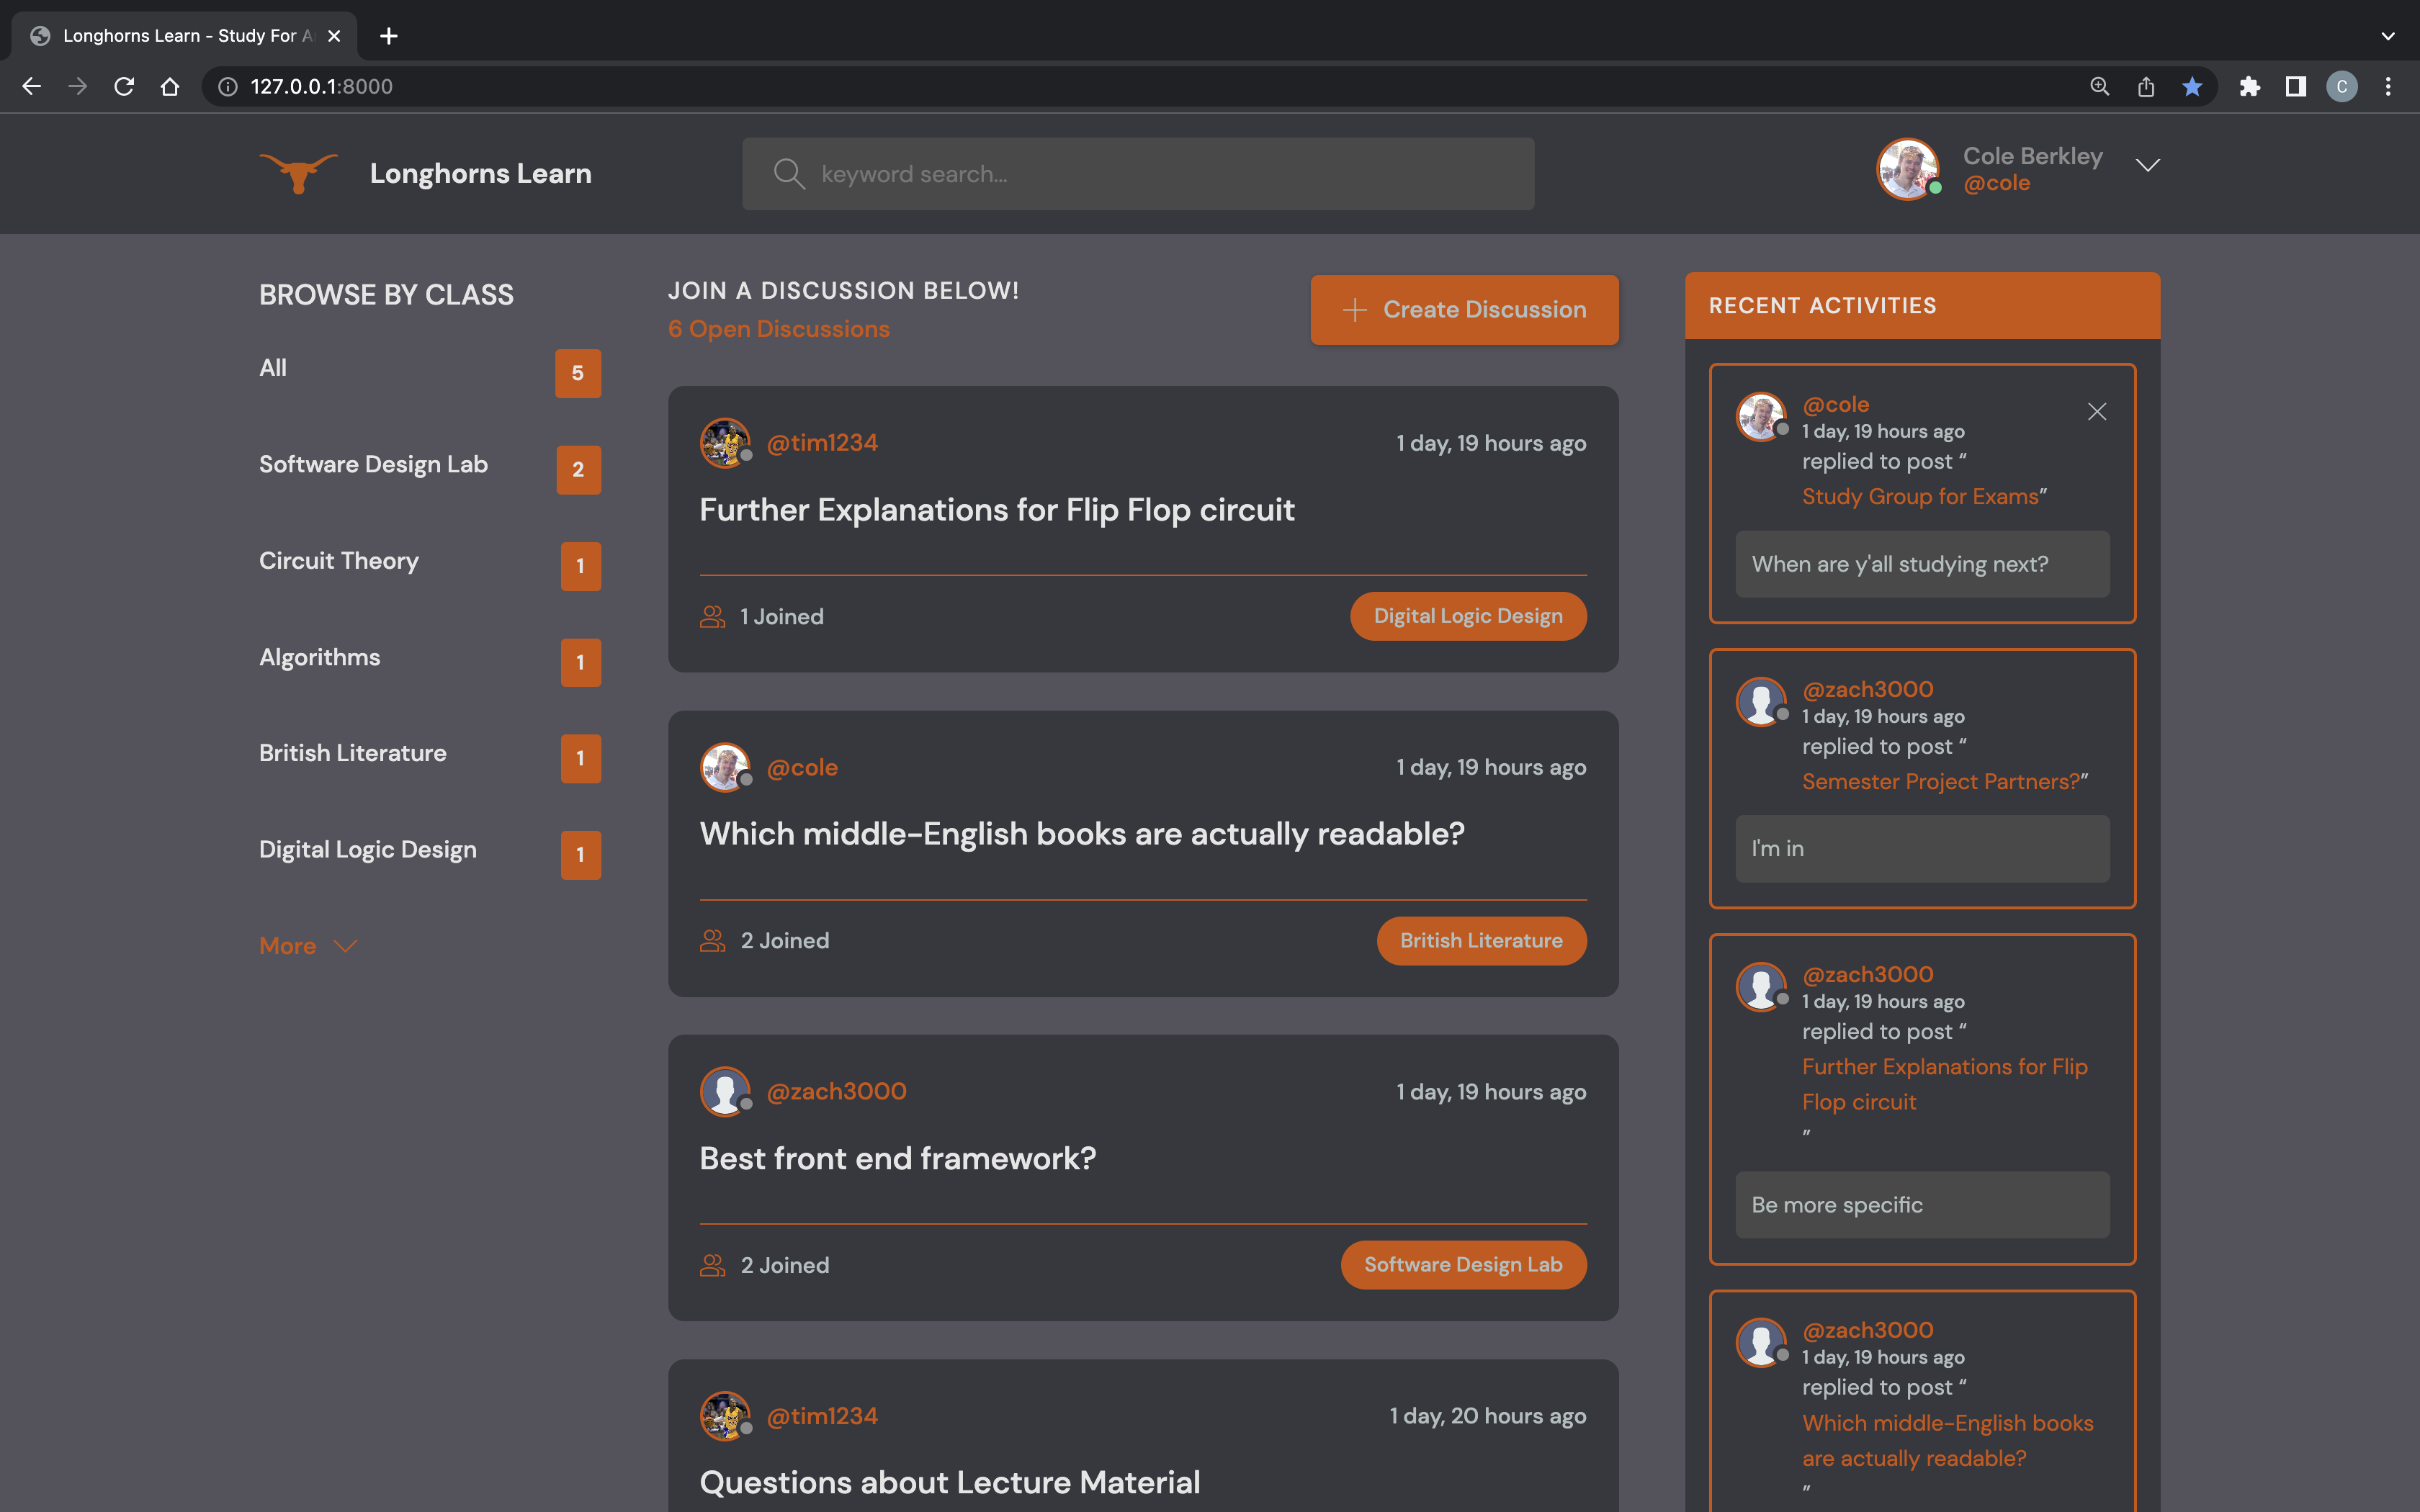 Longhorns Learn - Study For A
127.0.0.1:8000
C
Longhorns Learn
keyword search...
Cole Berkley
@cole
BROWSE BY CLASS
All 5
Software Design Lab 2
Circuit Theory 1
Algorithms 1
British Literature 1
Digital Logic Design 1
More
JOIN A DISCUSSION BELOW!
6 Open Discussions
Create Discussion
@tim1234 1 day, 19 hours ago
Further Explanations for Flip Flop circuit
1 Joined Digital Logic Design
@cole 1 day, 19 hours ago
Which middle-English books are actually readable?
2 Joined British Literature
@zach3000 1 day, 19 hours ago
Best front end framework?
2 Joined Software Design Lab
@tim1234 1 day, 20 hours ago
Questions about Lecture Material
RECENT ACTIVITIES
@cole
1 day, 19 hours ago
replied to post “
Study Group for Exams”
When are y'all studying next?
@zach3000
1 day, 19 hours ago
replied to post “
Semester Project Partners?”
I'm in
@zach3000
1 day, 19 hours ago
replied to post “
Further Explanations for Flip
Flop circuit
”
Be more specific
@zach3000
1 day, 19 hours ago
replied to post “
Which middle-English books
are actually readable?
”